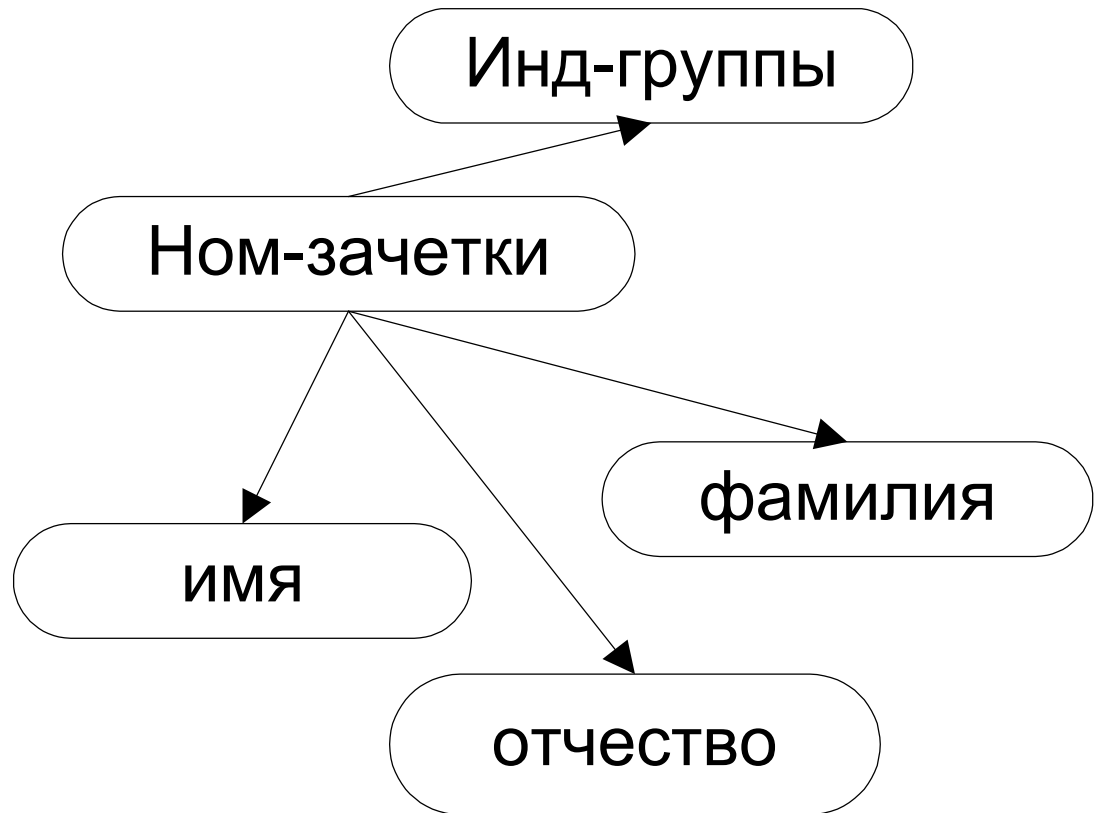 Инд-группы
Ном-зачетки
фамилия
имя
отчество